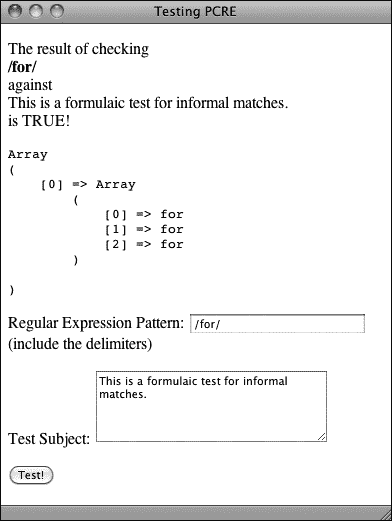 Testing PCRE
The result of checking
/for/
against
This is a formulaic test for informal matches.
is TRUE!
Array
(
    [0] => Array
        (
            [0] => for
            [1] => for
            [2] => for
        )
)
Regular Expression Pattern: /for/
(include the delimiters)
This is a formulaic test for informal
matches.
Test Subject:
Test!